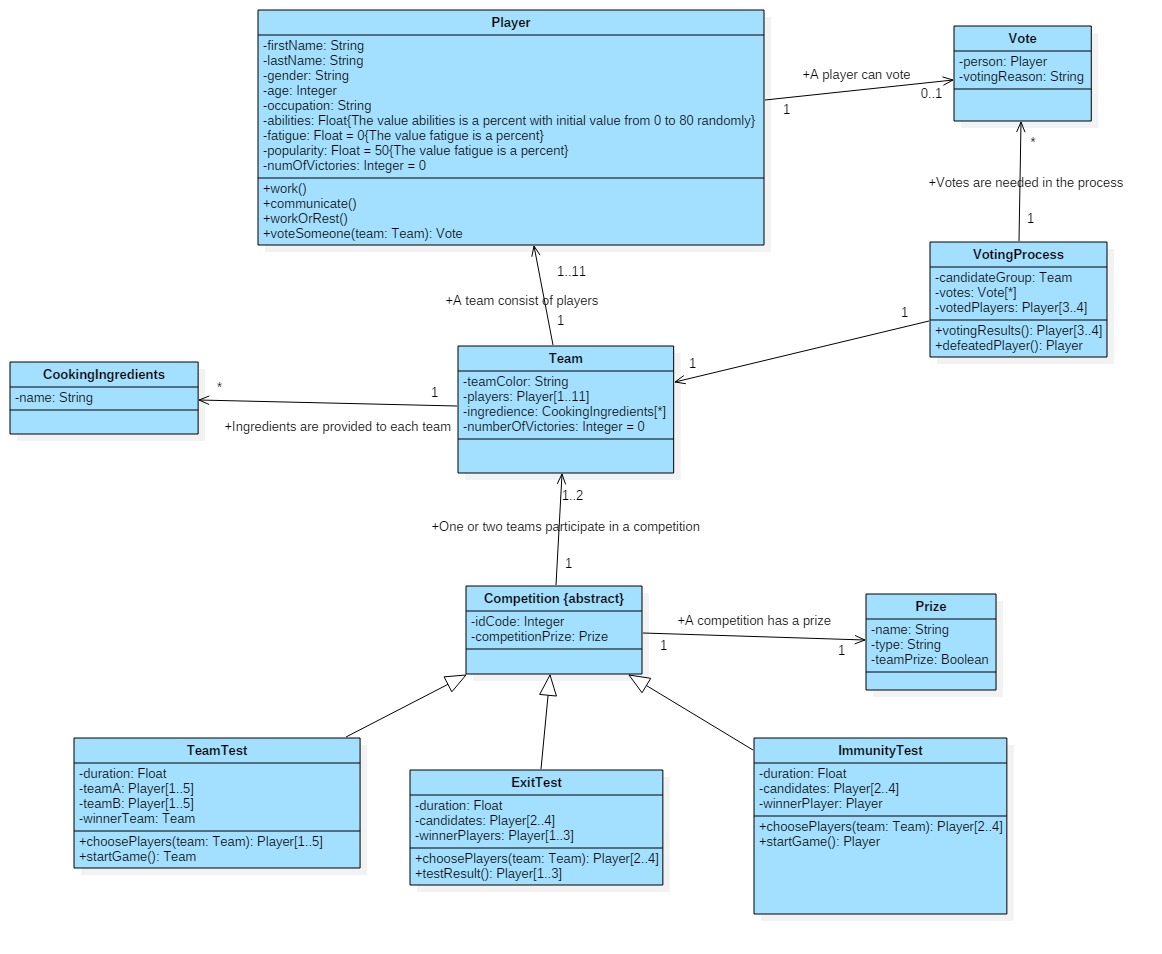 Player
-firstName: String
-lastName: String
-gender: String
-age: Integer
-occupation: String
-abilities: Float{The value abilities is a percent with initial value from 0 to 80 randomly}
-fatigue: Float = 0{The value fatigue is a percent}
-popularity: Float = 50{The value fatigue is a percent}
-numOfVictories: Integer = 0
+work()
+communicate()
+workOrRest()
+voteSomeone(team: Team): Vote
+A player can vote
1
0..1
Vote
-person: Player
-votingReason: String
*
+Votes are needed in the process
1
VotingProcess
-candidateGroup: Team
-votes: Vote[*]
-votedPlayers: Player[3..4]
+votingResults(): Player[3..4]
+defeatedPlayer(): Player
1
1
1..11
+A team consist of players
1
Team
-teamColor: String
-players: Player[1..11]
-ingredience: CookingIngredients[*]
-numberOfVictories: Integer = 0
CookingIngredients
-name: String
*
1
+Ingredients are provided to each team
1..2
+One or two teams participate in a competition
1
Competition {abstract}
-idCode: Integer
-competitionPrize: Prize
+A competition has a prize
1
1
Prize
-name: String
-type: String
-teamPrize: Boolean
TeamTest
-duration: Float
-teamA: Player[1..5]
-teamB: Player[1..5]
-winnerTeam: Team
+choosePlayers(team: Team): Player[1..5]
+startGame(): Team
ExitTest
-duration: Float
-candidates: Player[2..4]
-winnerPlayers: Player[1..3]
+choosePlayers(team: Team): Player[2..4]
+testResult(): Player[1..3]
ImmunityTest
-duration: Float
-candidates: Player[2..4]
-winnerPlayer: Player
+choosePlayers(team: Team): Player[2..4]
+startGame(): Player